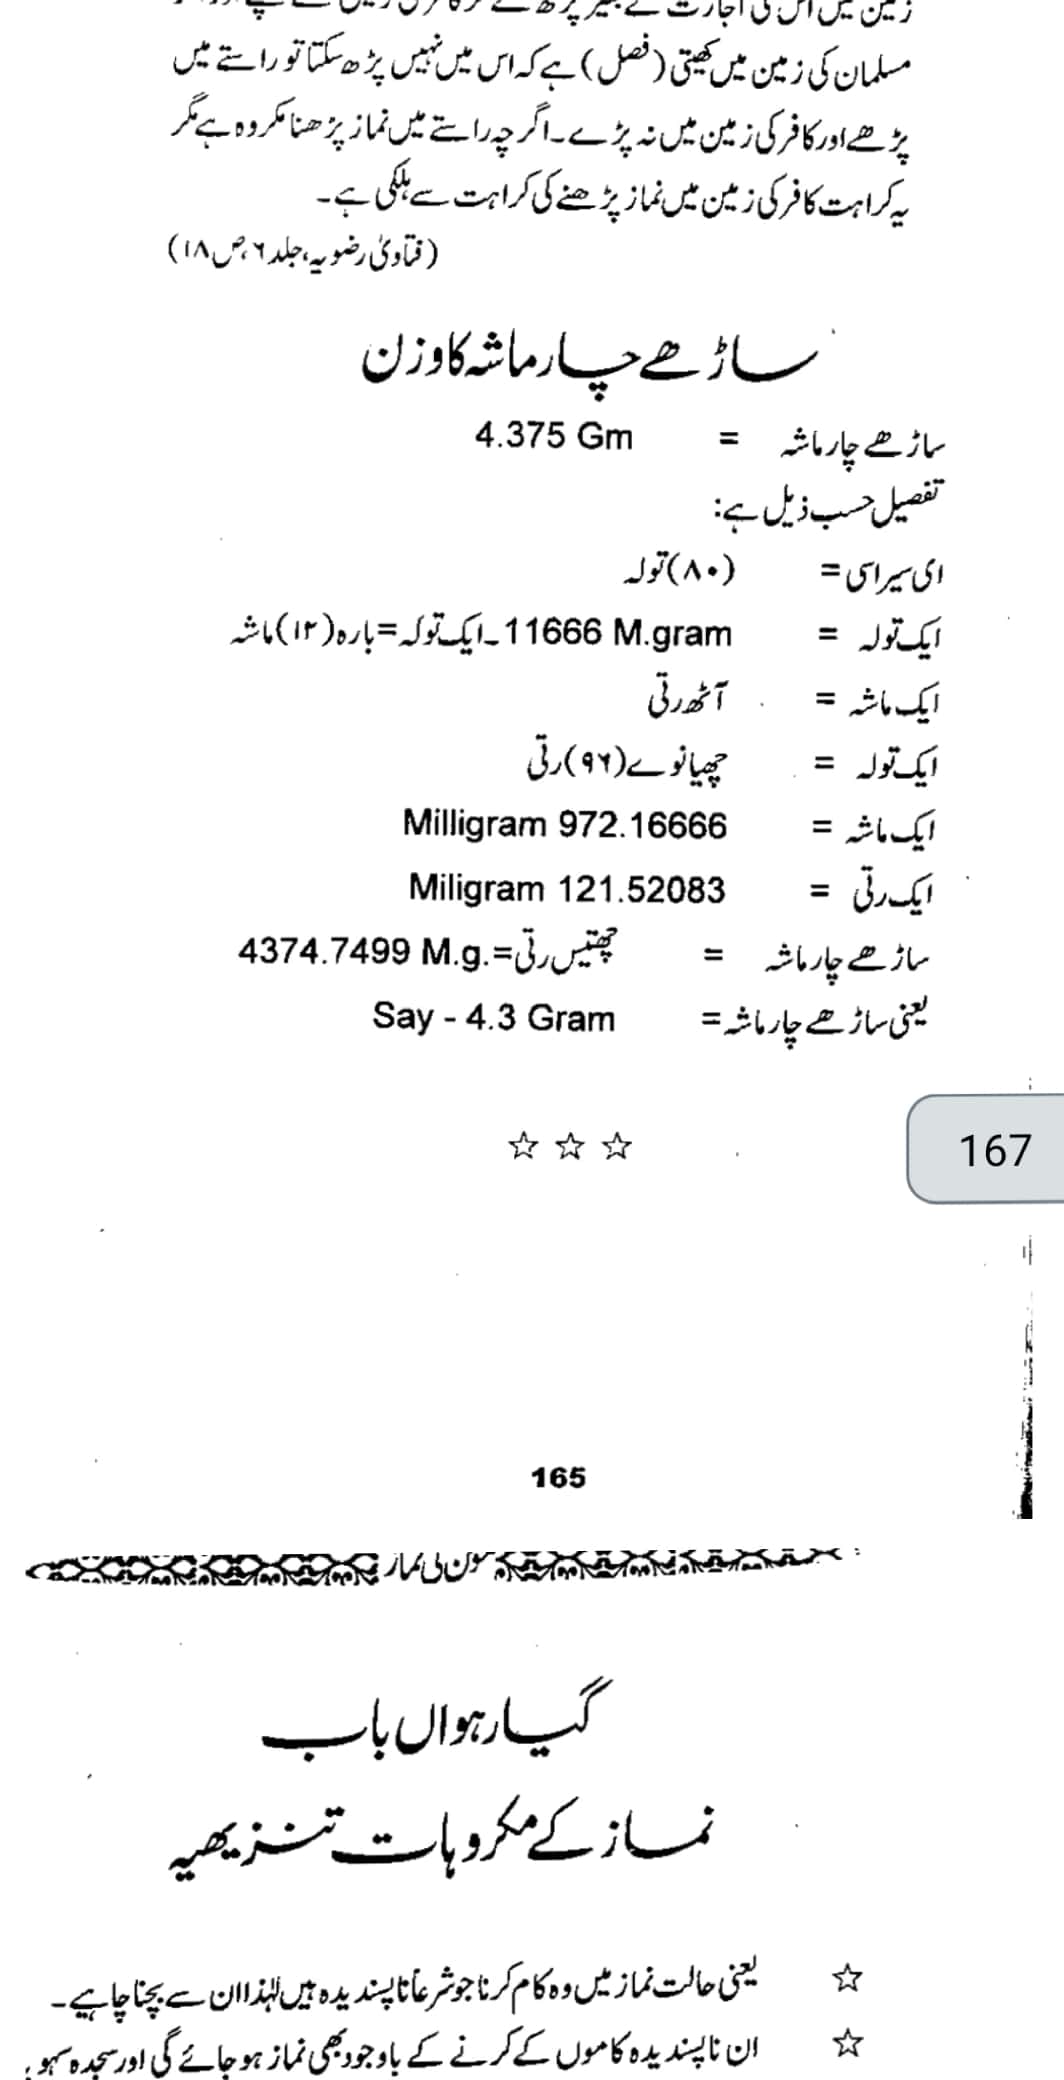 مسلمان کی زمین میں کھیتی (فصل) ہے کہ اس میں نہیں پڑھ سکتا تو راستے میں
پڑھے اور کافر کی زمین میں نہ پڑے۔ اگر چہ راستے میں نماز پڑھنا مکروہ ہے مگر
یہ کراہت کافر کی زمین میں نماز پڑھنے کی کراہت سے ہلکی ہے۔
(فتاویٰ رضویہ، جلد ۶، ص ۱۸)
ساڑھے چار ماشہ کا وزن
ساڑھے چار ماشہ = 4.375 Gm
تفصیل حسب ذیل ہے:
ای سیر اسی = (۸۰) تولہ
ایک تولہ = 11666 M.gram۔ ایک تولہ = بارہ (۱۲) ماشہ
ایک ماشہ = آٹھ رتی
ایک تولہ = چھیانوے (۹۶) رتی
ایک ماشہ = Milligram 972.16666
ایک رتی = Miligram 121.52083
ساڑھے چار ماشہ = چھتیس رتی = 4374.7499 M.g.
یعنی ساڑھے چار ماشہ = Say - 4.3 Gram
☆ ☆ ☆
167
165
گیارہواں باب
نماز کے مکروہات تنزیھیہ
☆ یعنی حالت نماز میں وہ کام کرنا جو شرعاً ناپسندیدہ ہیں لہٰذا ان سے بچنا چاہیے۔
☆ ان ناپسندیدہ کاموں کے کرنے کے باوجود بھی نماز ہو جائے گی اور سجدہ سہو